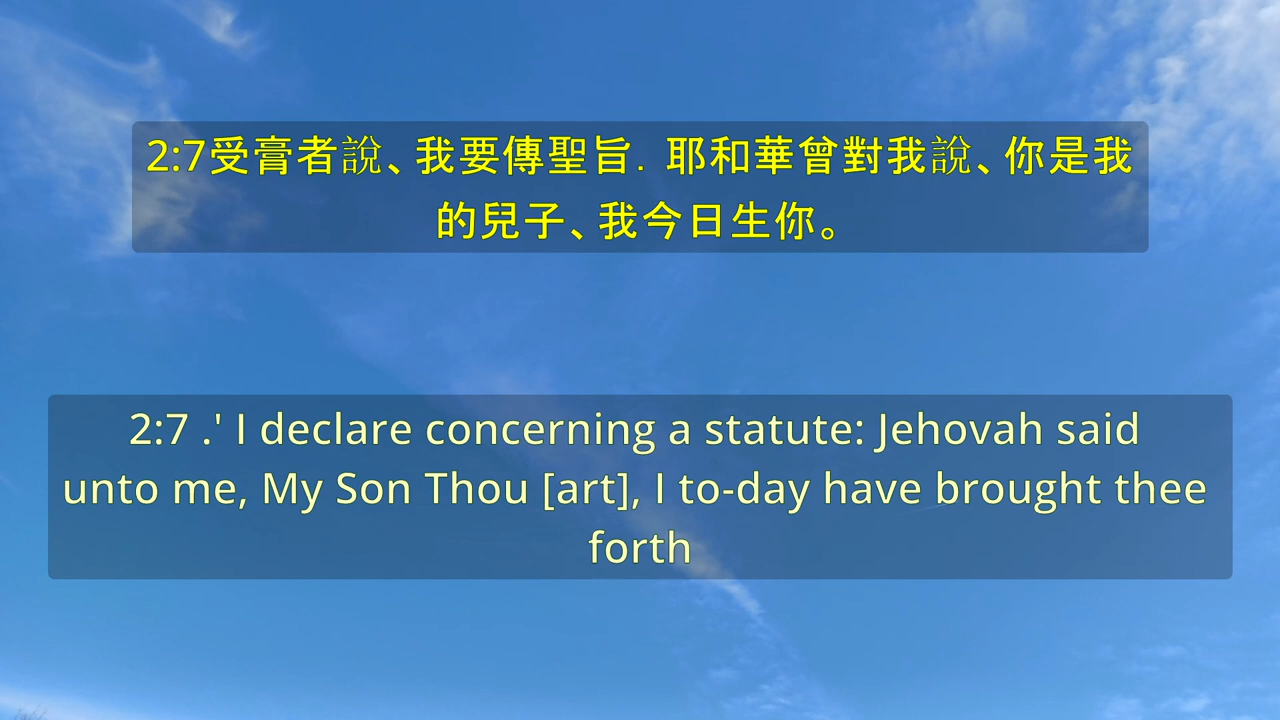 2:7受膏者說、我要傳聖旨．耶和華曾對我說、你是我
的兒子、我今日生你。
2:7 .' I declare concerning a statute: Jehovah said
unto me, My Son Thou [art], I to-day have brought thee
forth